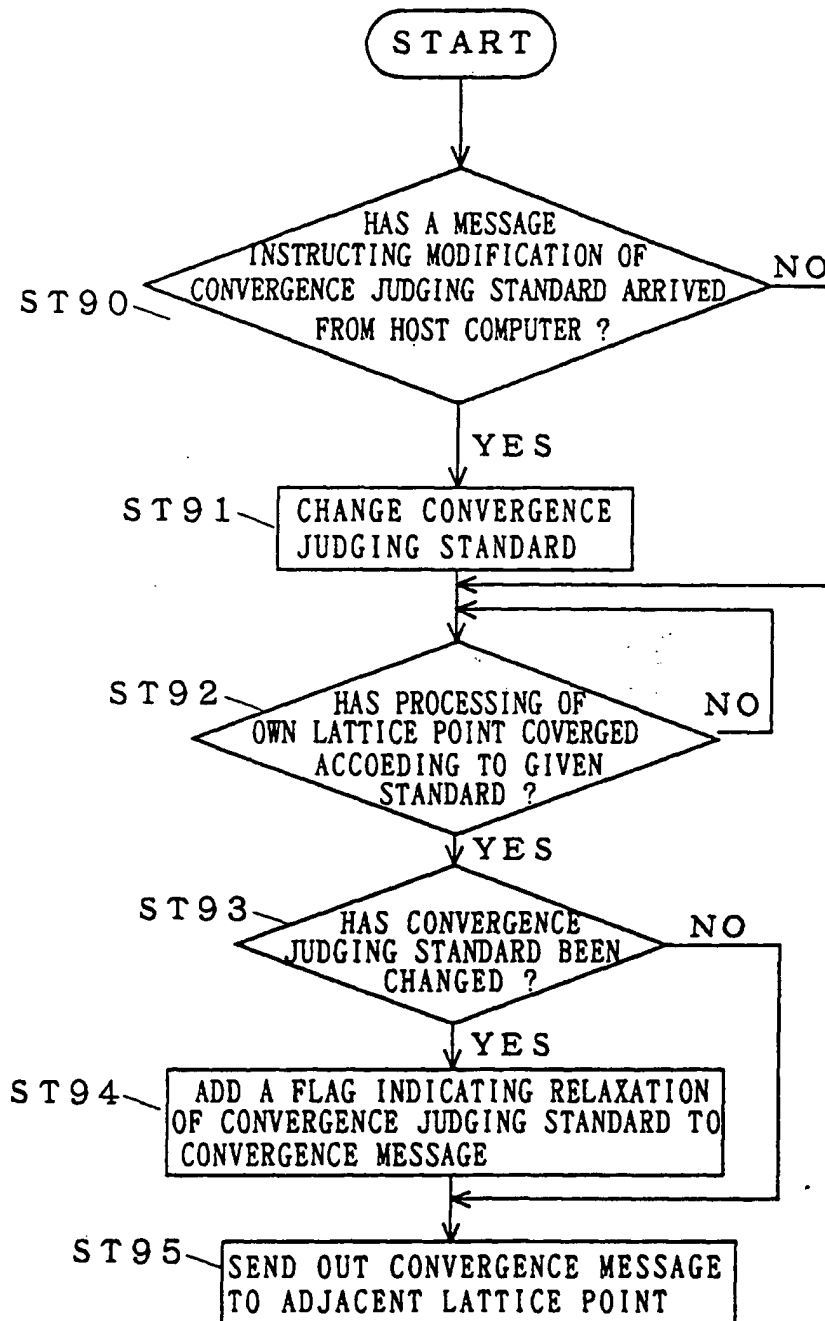 START
HAS A MESSAGE
INSTRUCTING MODIFICATION OF
CONVERGENCE JUDGING STANDARD ARRIVED
FROM HOST COMPUTER ?
NO
ST90
YES
ST91
CHANGE CONVERGENCE
JUDGING STANDARD
ST92
HAS PROCESSING OF
OWN LATTICE POINT COVERGED
ACCOEDING TO GIVEN
STANDARD ?
NO
YES
ST93
HAS CONVERGENCE
JUDGING STANDARD BEEN
CHANGED ?
NO
YES
ST94
ADD A FLAG INDICATING RELAXATION
OF CONVERGENCE JUDGING STANDARD TO
CONVERGENCE MESSAGE
ST95
SEND OUT CONVERGENCE MESSAGE
TO ADJACENT LATTICE POINT